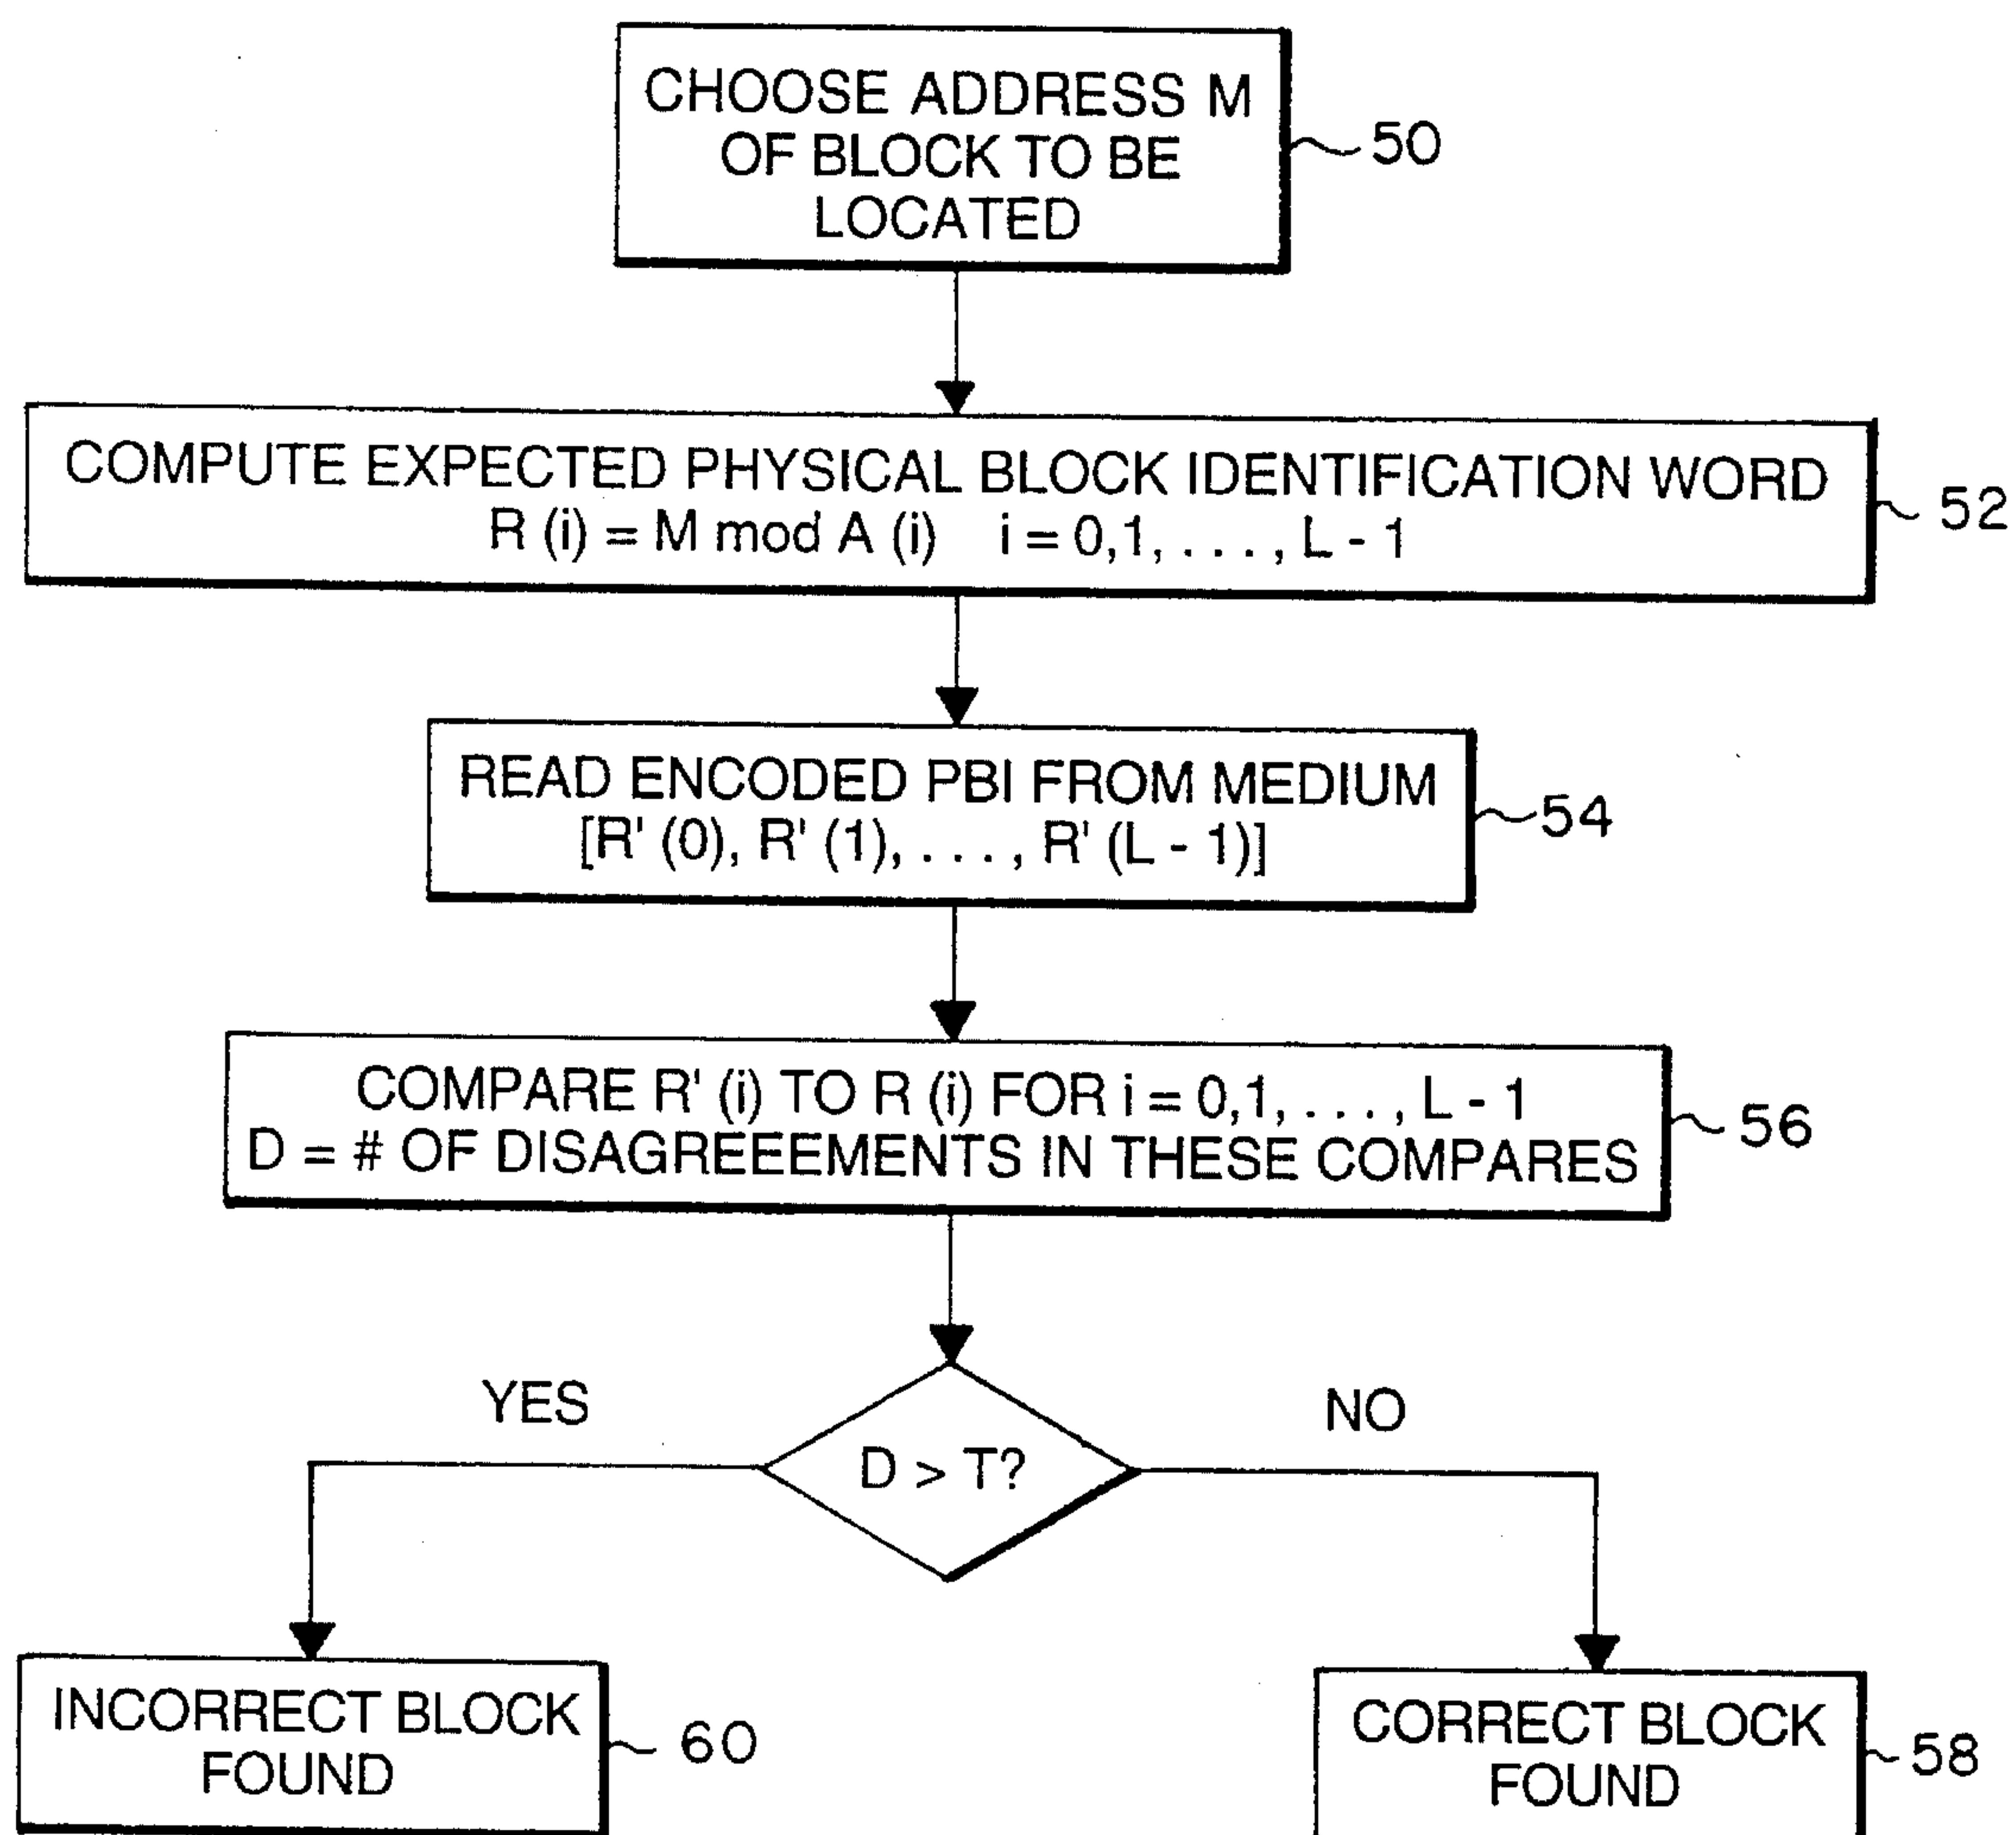 CHOOSE ADDRESS M
OF BLOCK TO BE
LOCATED
50
COMPUTE EXPECTED PHYSICAL BLOCK IDENTIFICATION WORD
R (i) = M mod A (i) i = 0,1, . . . , L - 1
52
READ ENCODED PBI FROM MEDIUM
[R' (0), R' (1), . . . , R' (L - 1)]
54
COMPARE R' (i) TO R (i) FOR i = 0,1, . . . , L - 1
D = # OF DISAGREEEMENTS IN THESE COMPARES
56
YES
NO
D > T?
INCORRECT BLOCK
FOUND
60
CORRECT BLOCK
FOUND
58